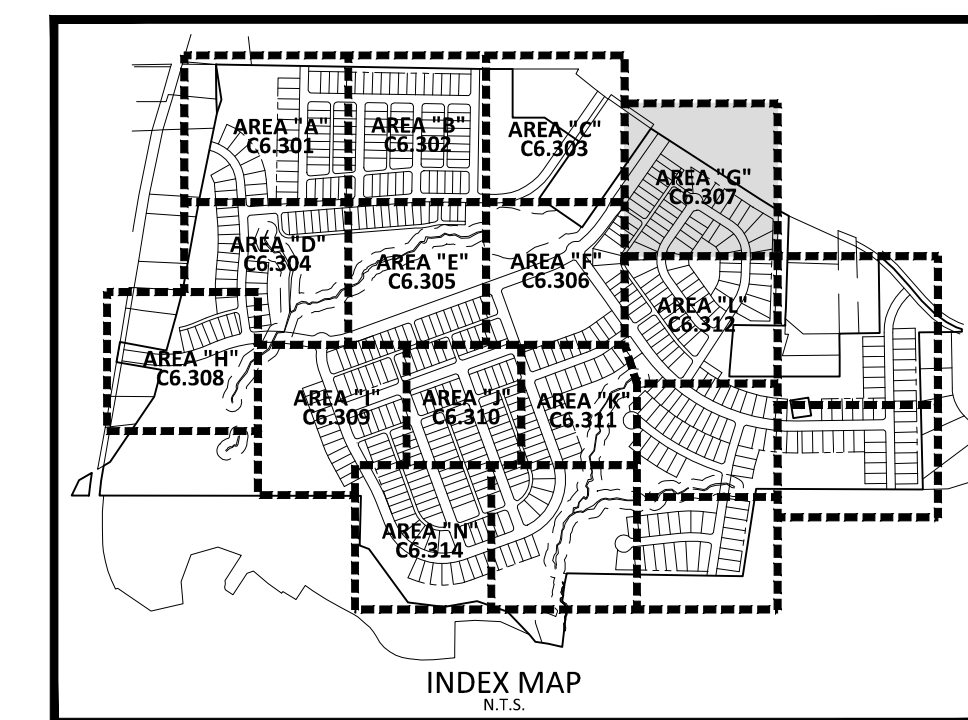 AREA "A"
C6.301
AREA "B"
C6.302
AREA "C"
C6.303
AREA "G"
C6.307
AREA "D"
C6.304
AREA "E"
C6.305
AREA "F"
C6.306
AREA "L"
C6.312
AREA "H"
C6.308
AREA "I"
C6.309
AREA "J"
C6.310
AREA "K"
C6.311
AREA "N"
C6.314
INDEX MAP
N.T.S.